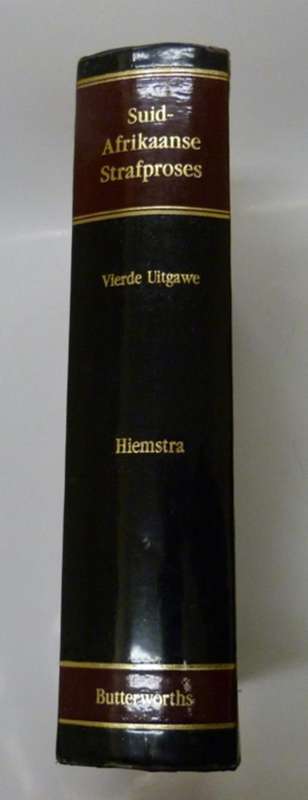 Suid-
Afrikaanse
Strafproses
Vierde Uitgawe
Hiemstra
Butterworths